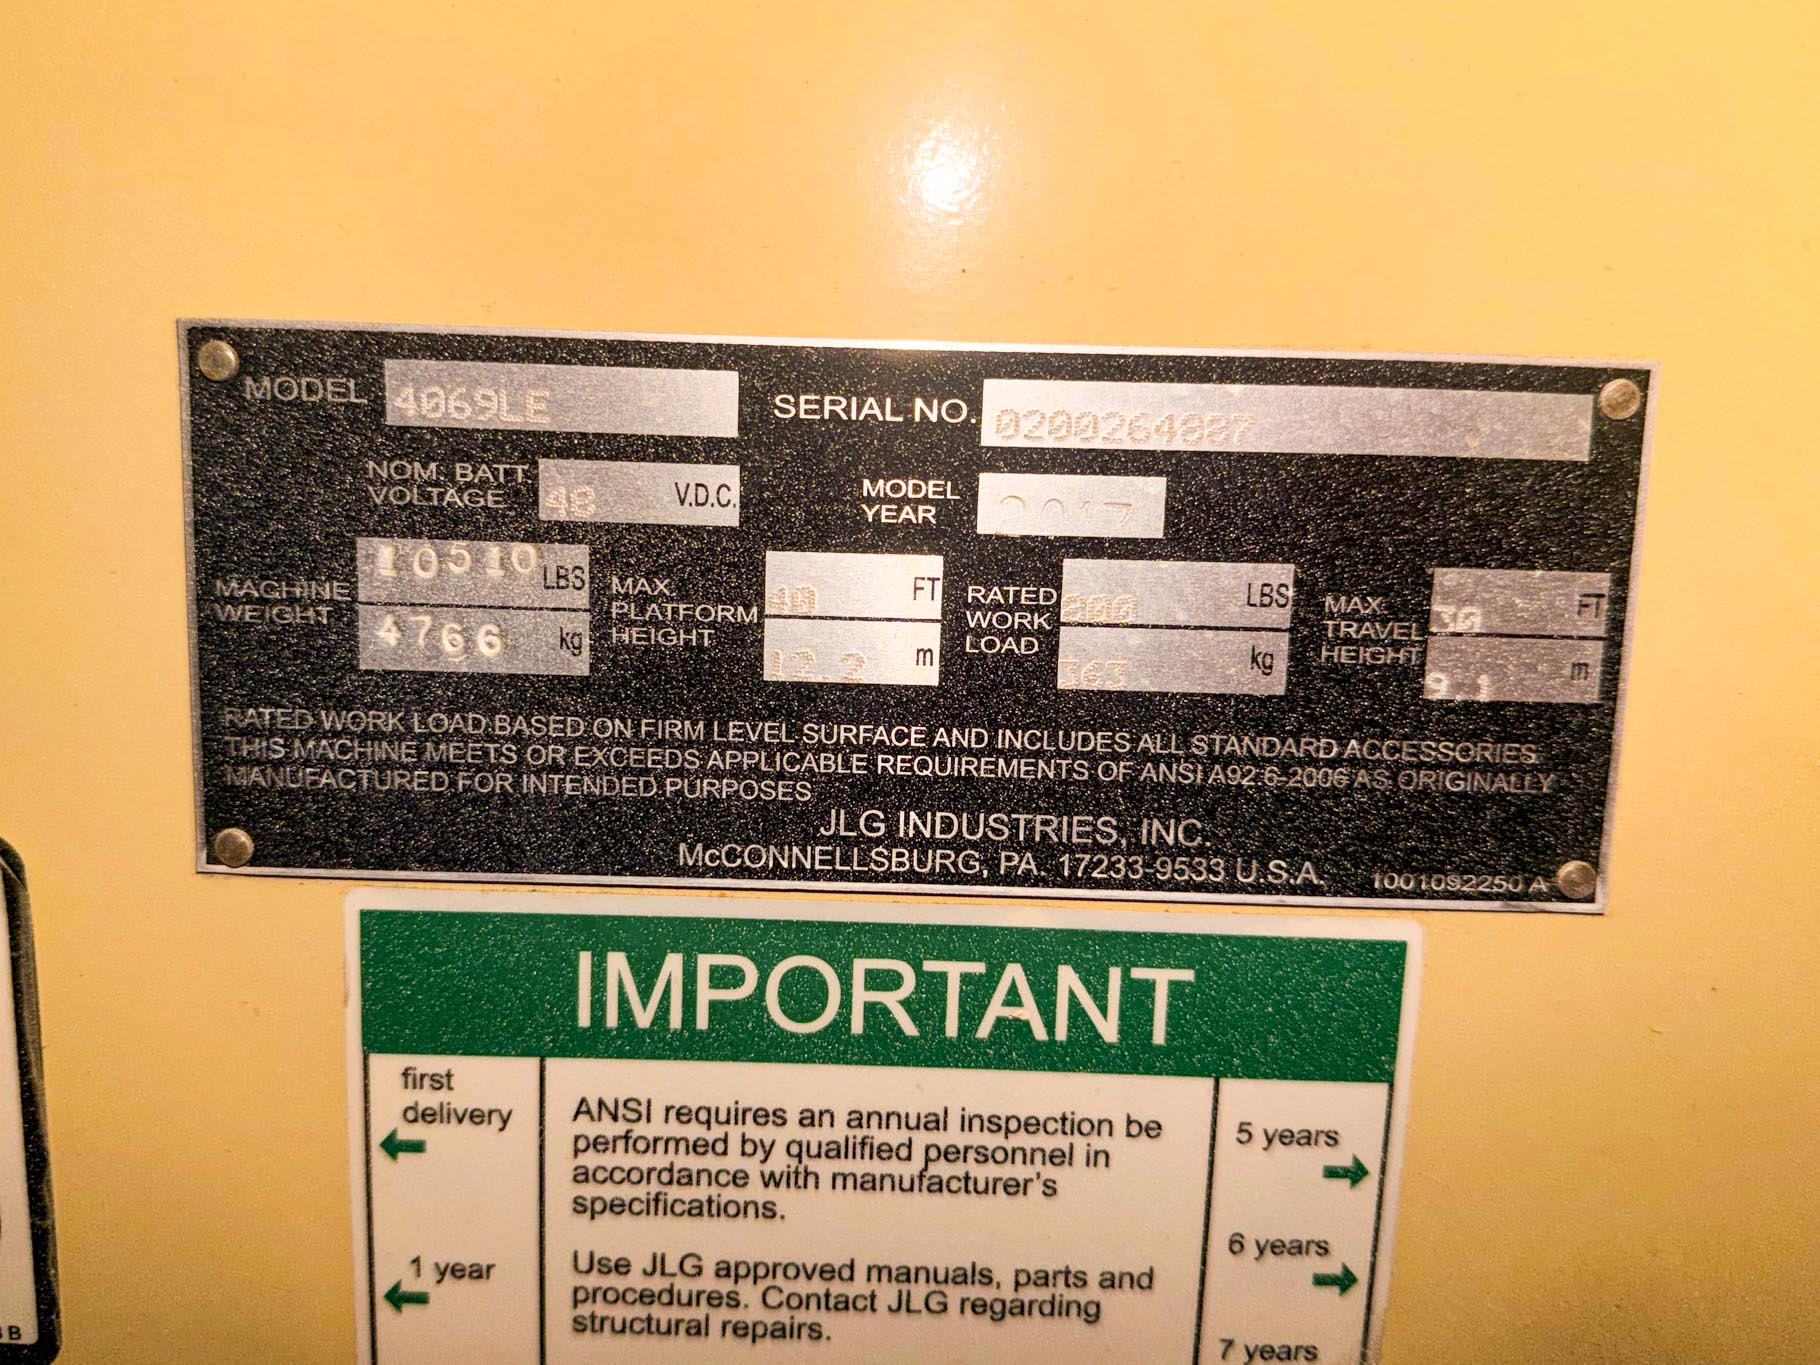 MODEL 4069LE SERIAL NO. 0200264887
NOM. BATT VOLTAGE 48 V.D.C. MODEL YEAR 2017
MACHINE WEIGHT 10510 LBS 4766 kg
MAX. PLATFORM HEIGHT 40 FT 12.2 m
RATED WORK LOAD 800 LBS 363 kg
MAX. TRAVEL HEIGHT 30 FT 9.1 m
RATED WORK LOAD BASED ON FIRM LEVEL SURFACE AND INCLUDES ALL STANDARD ACCESSORIES.
THIS MACHINE MEETS OR EXCEEDS APPLICABLE REQUIREMENTS OF ANSI A92.6-2006 AS ORIGINALLY
MANUFACTURED FOR INTENDED PURPOSES
JLG INDUSTRIES, INC.
McCONNELLSBURG, PA. 17233-9533 U.S.A.
1001092250 A
IMPORTANT
first
delivery
1 year
ANSI requires an annual inspection be
performed by qualified personnel in
accordance with manufacturer's
specifications.
Use JLG approved manuals, parts and
procedures. Contact JLG regarding
structural repairs.
5 years
6 years
7 years